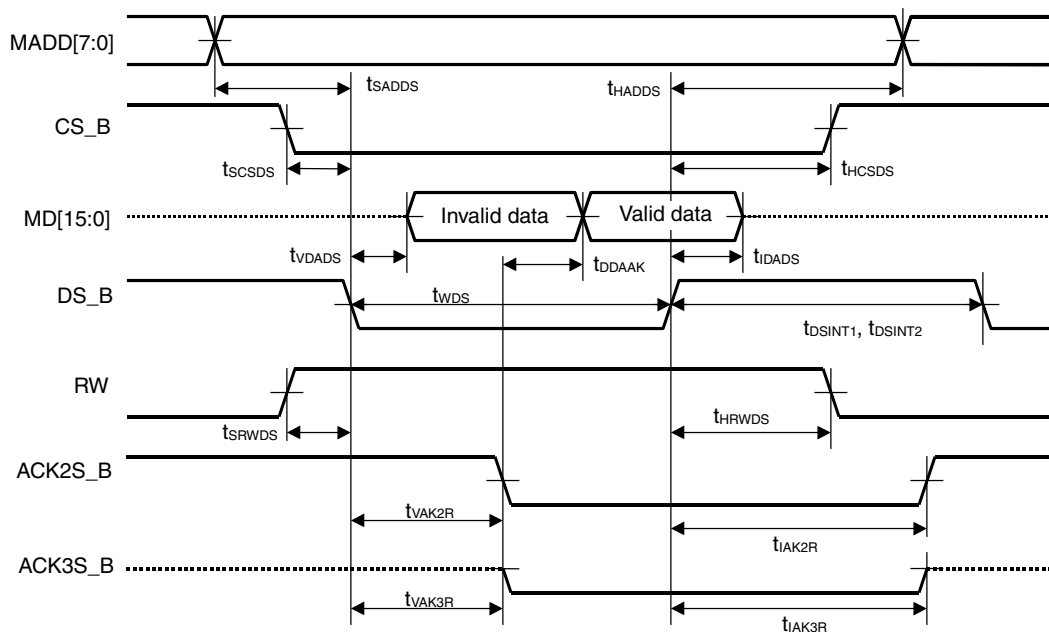 MADD[7:0]
tSADDS
tHADDS
CS_B
tSCSDS
tHCSDS
MD[15:0]
Invalid data
Valid data
tVDADS
tDDAAK
tIDADS
DS_B
tWDS
tDSINT1, tDSINT2
RW
tSRWDS
tHRWDS
ACK2S_B
tVAK2R
tIAK2R
ACK3S_B
tVAK3R
tIAK3R